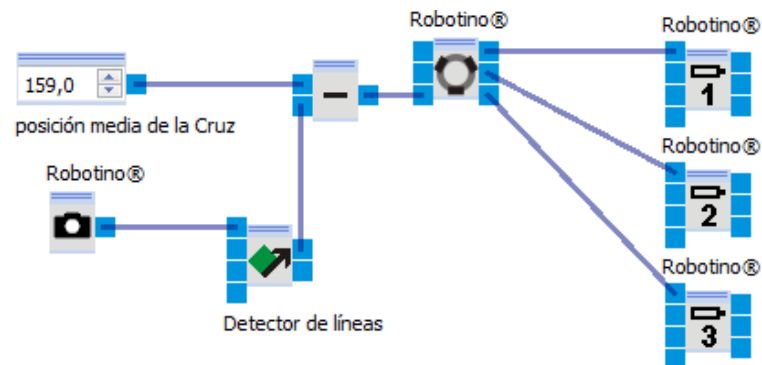 Robotino®
Robotino®
159,0
1
posición media de la Cruz
Robotino®
Robotino®
2
Detector de líneas
Robotino®
3